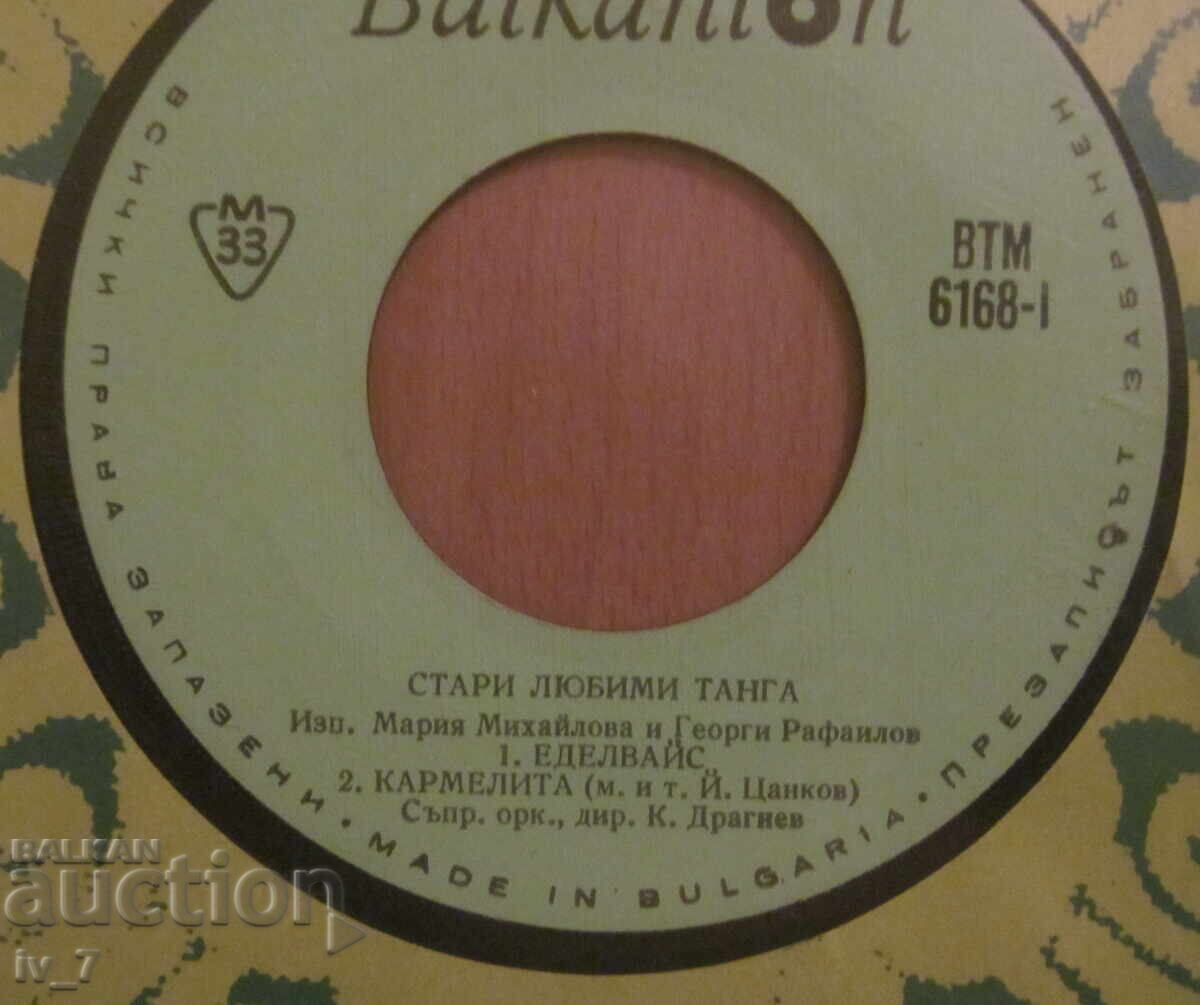 Balkanton
М
33
ВТМ
6168-I
СТАРИ ЛЮБИМИ ТАНГА
Изп. Мария Михайлова и Георги Рафаилов
1. ЕДЕЛВАЙС
2. КАРМЕЛИТА (м. и т. Й. Цанков)
Съпр. орк., дир. К. Драгнев
ВСИЧКИ ПРАВА ЗАПАЗЕНИ • MADE IN BULGARIA • ПРЕЗАПИСЪТ ЗАБРАНЕН
BALKAN
auction
iv_7